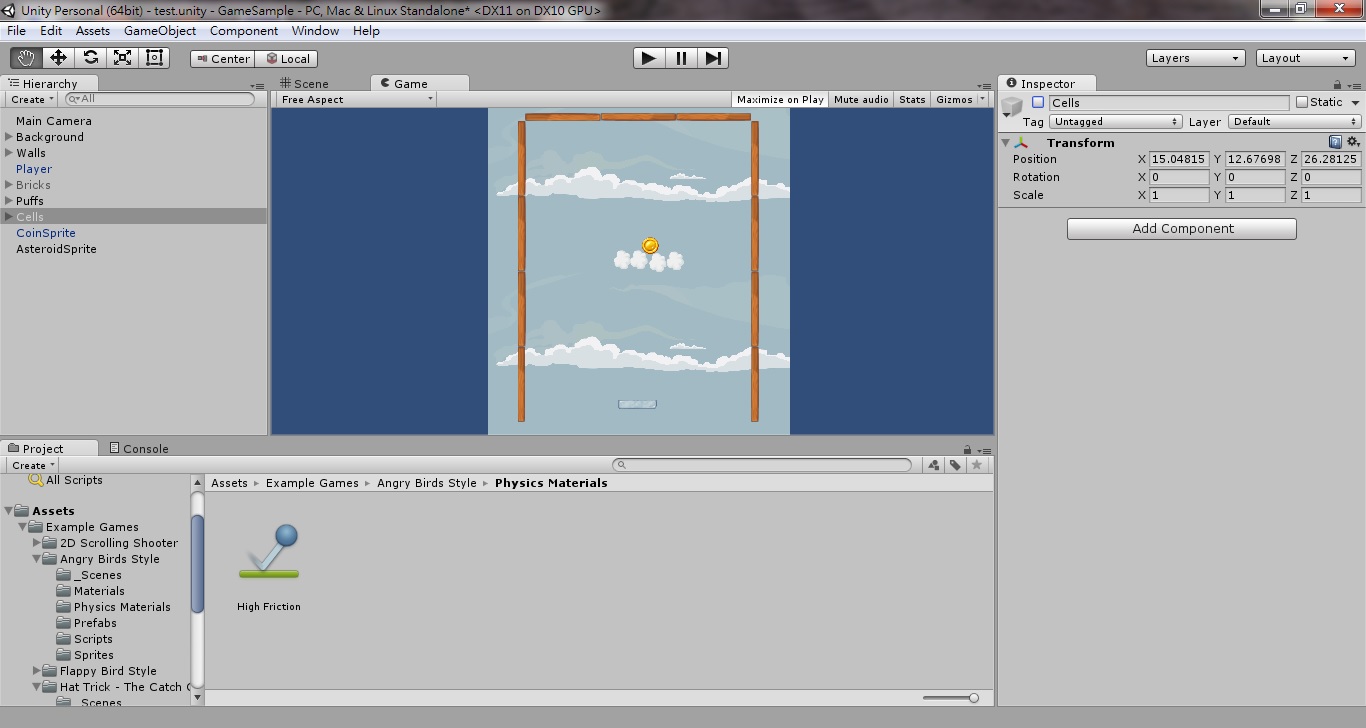 Unity Personal (64bit) - test.unity - GameSample - PC, Mac & Linux Standalone* <DX11 on DX10 GPU>
File Edit Assets GameObject Component Window Help
Center Local Layers Layout
Hierarchy
Create All
Main Camera
Background
Walls
Player
Bricks
Puffs
Cells
CoinSprite
AsteroidSprite
Scene Game
Free Aspect Maximize on Play Mute audio Stats Gizmos
Inspector
Cells Static
Tag Untagged Layer Default
Transform
Position X 15.04815 Y 12.67698 Z 26.28125
Rotation X 0 Y 0 Z 0
Scale X 1 Y 1 Z 1
Add Component
Project Console
Create
All Scripts
Assets
Example Games
2D Scrolling Shooter
Angry Birds Style
_Scenes
Materials
Physics Materials
Prefabs
Scripts
Sprites
Flappy Bird Style
Hat Trick - The Catch
_Scenes
Assets Example Games Angry Birds Style Physics Materials
High Friction